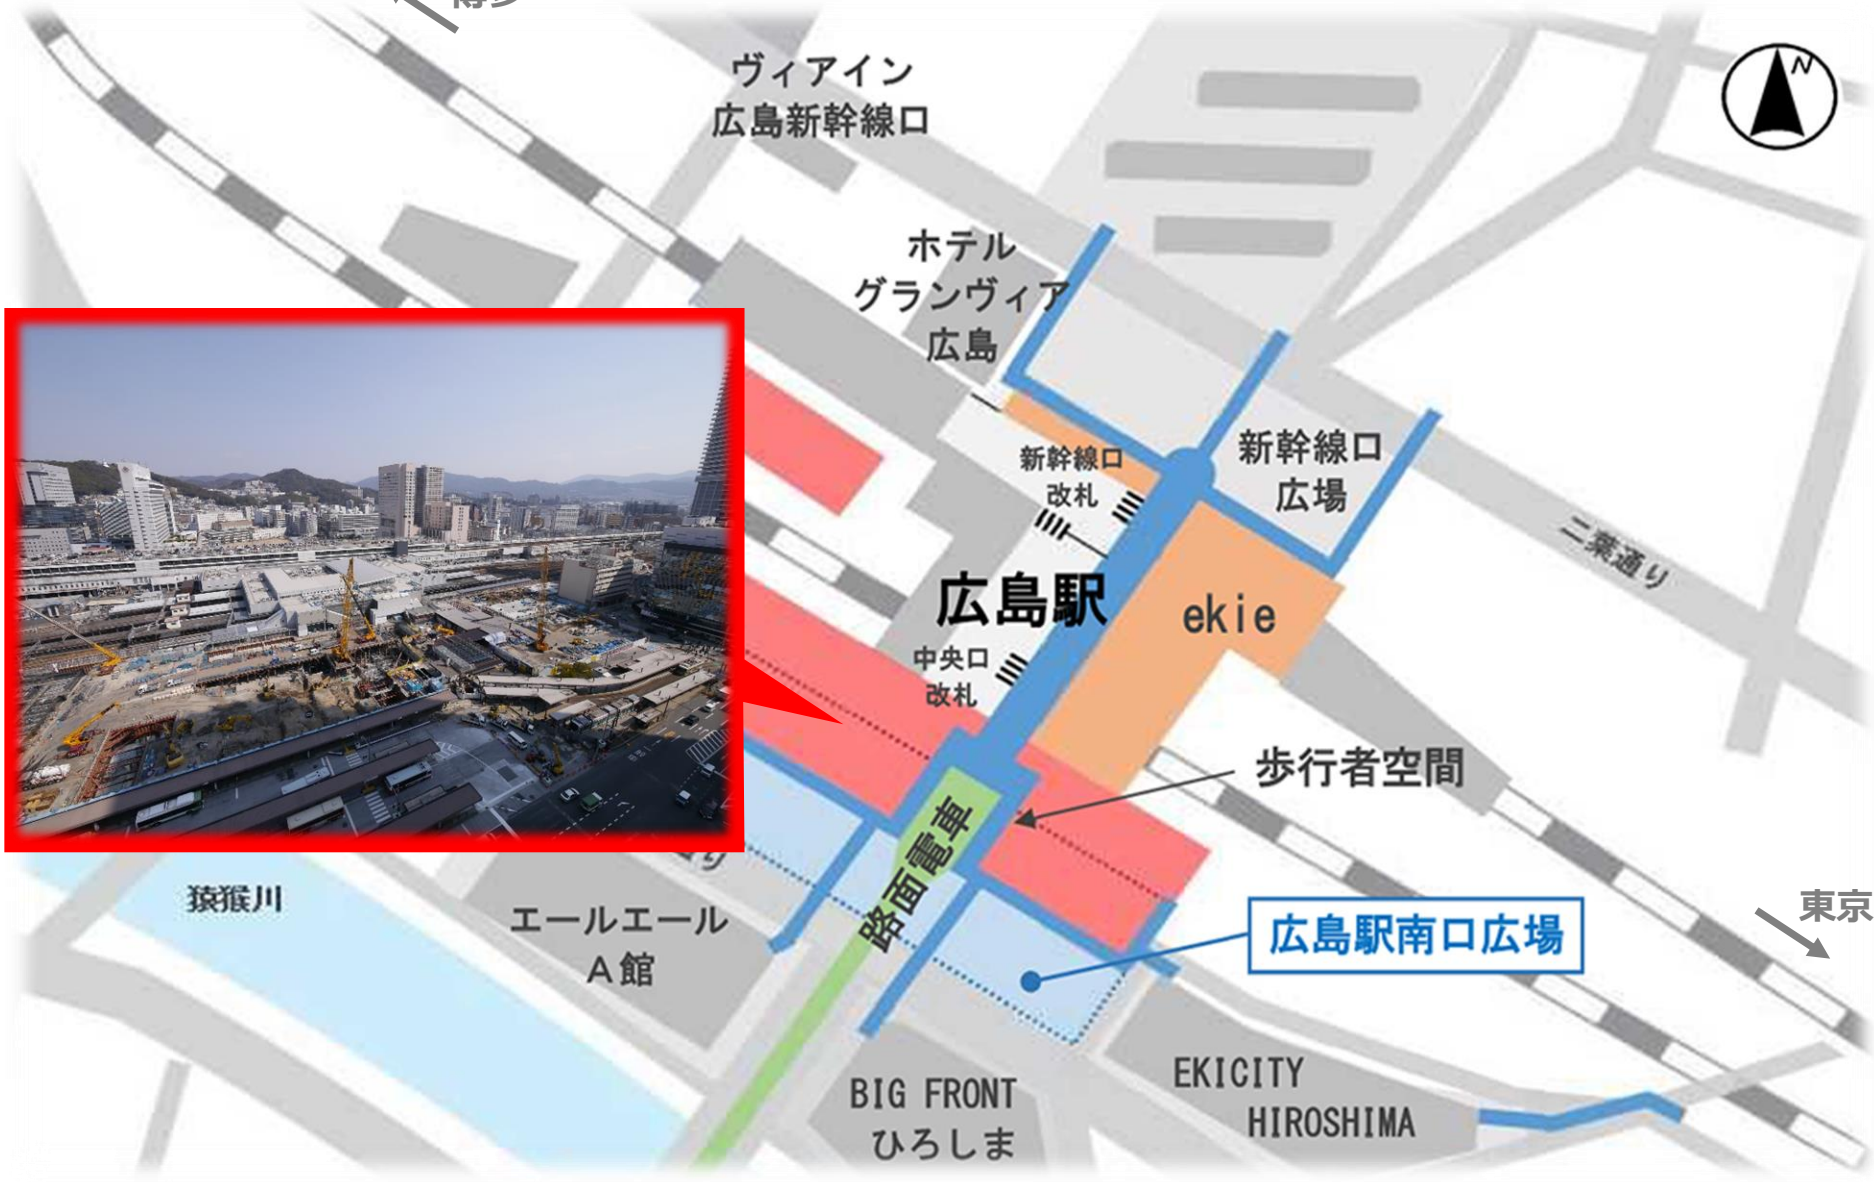 ヴィアイン
広島新幹線口
N
ホテル
グランヴィア
広島
新幹線口
改札
新幹線口
広場
二葉通り
広島駅
ekie
中央口
改札
歩行者空間
路面電車
東京
猿猴川
エールエール
A館
広島駅南口広場
BIG FRONT
ひろしま
EKICITY
HIROSHIMA